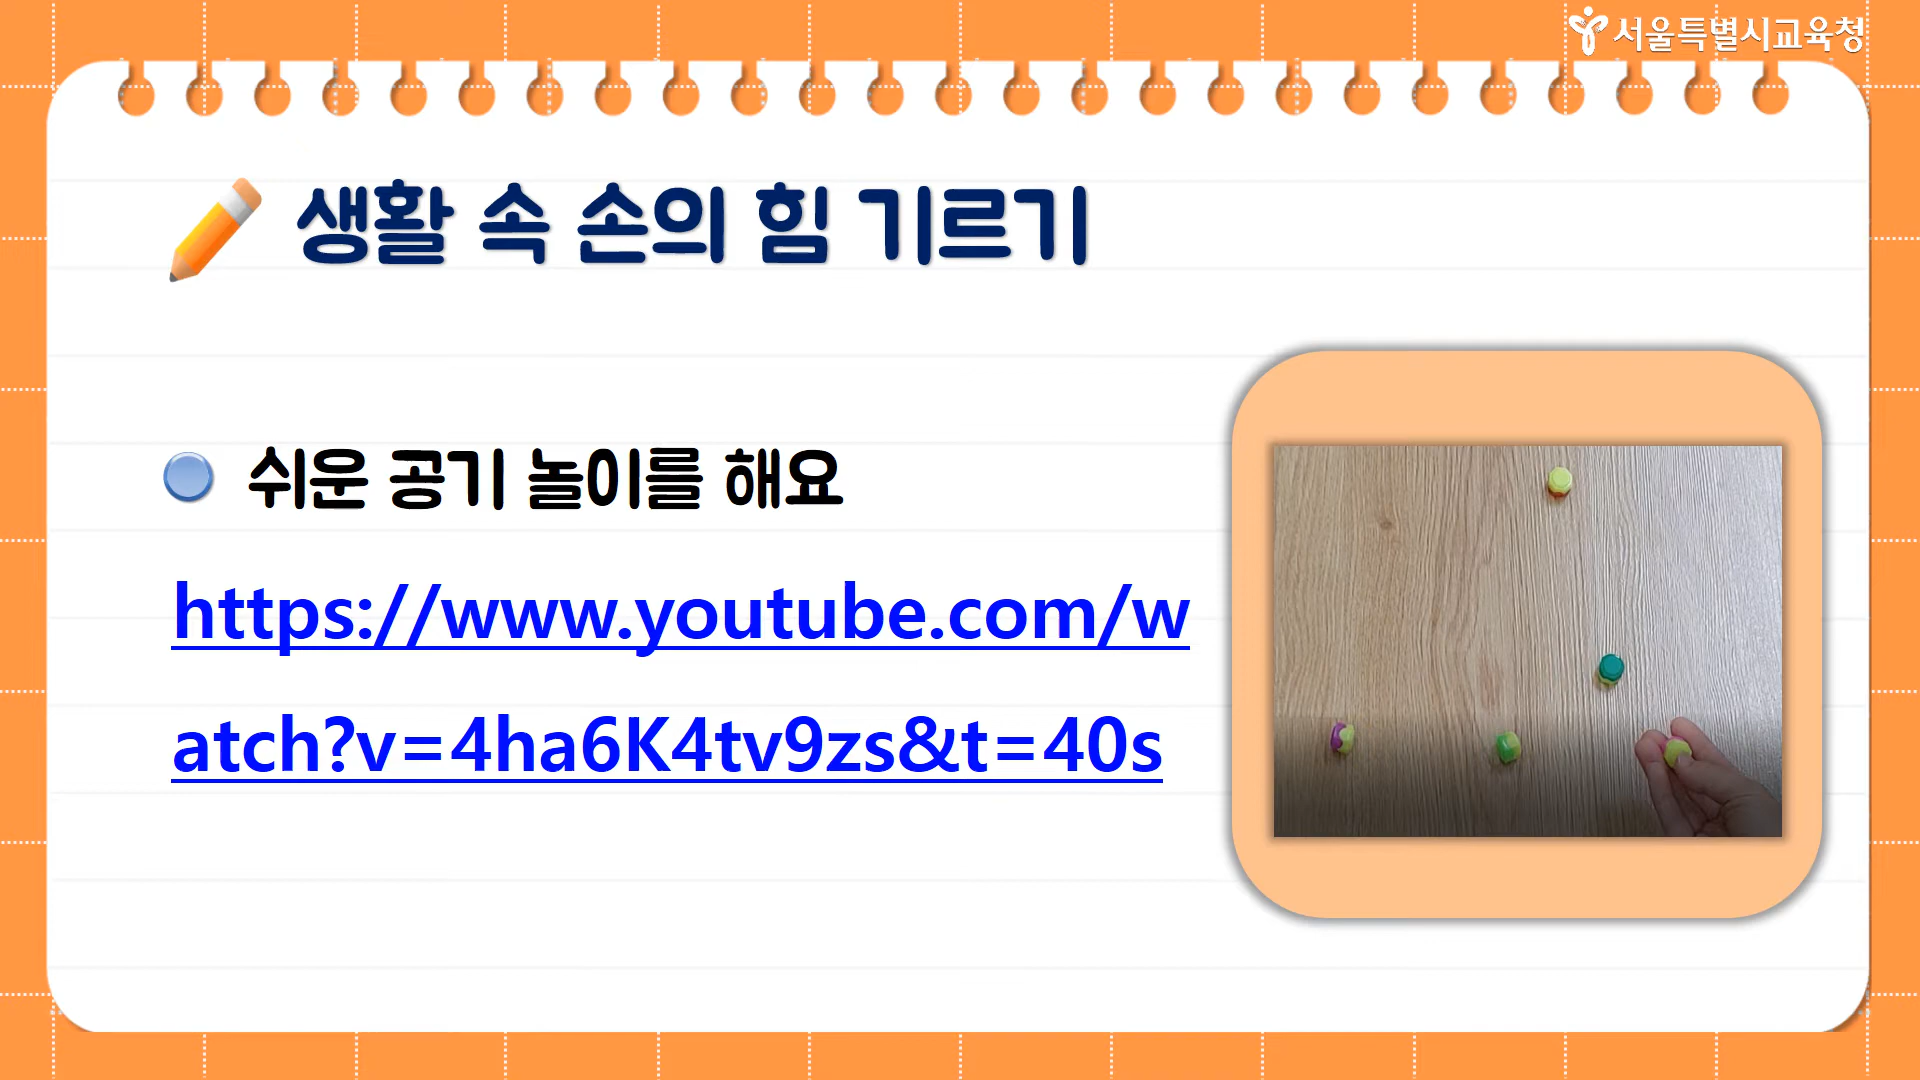 서울특별시교육청
생활 속 손의 힘 기르기
쉬운 공기 놀이를 해요
https://www.youtube.com/w
atch?v=4ha6K4tv9zs&t=40s